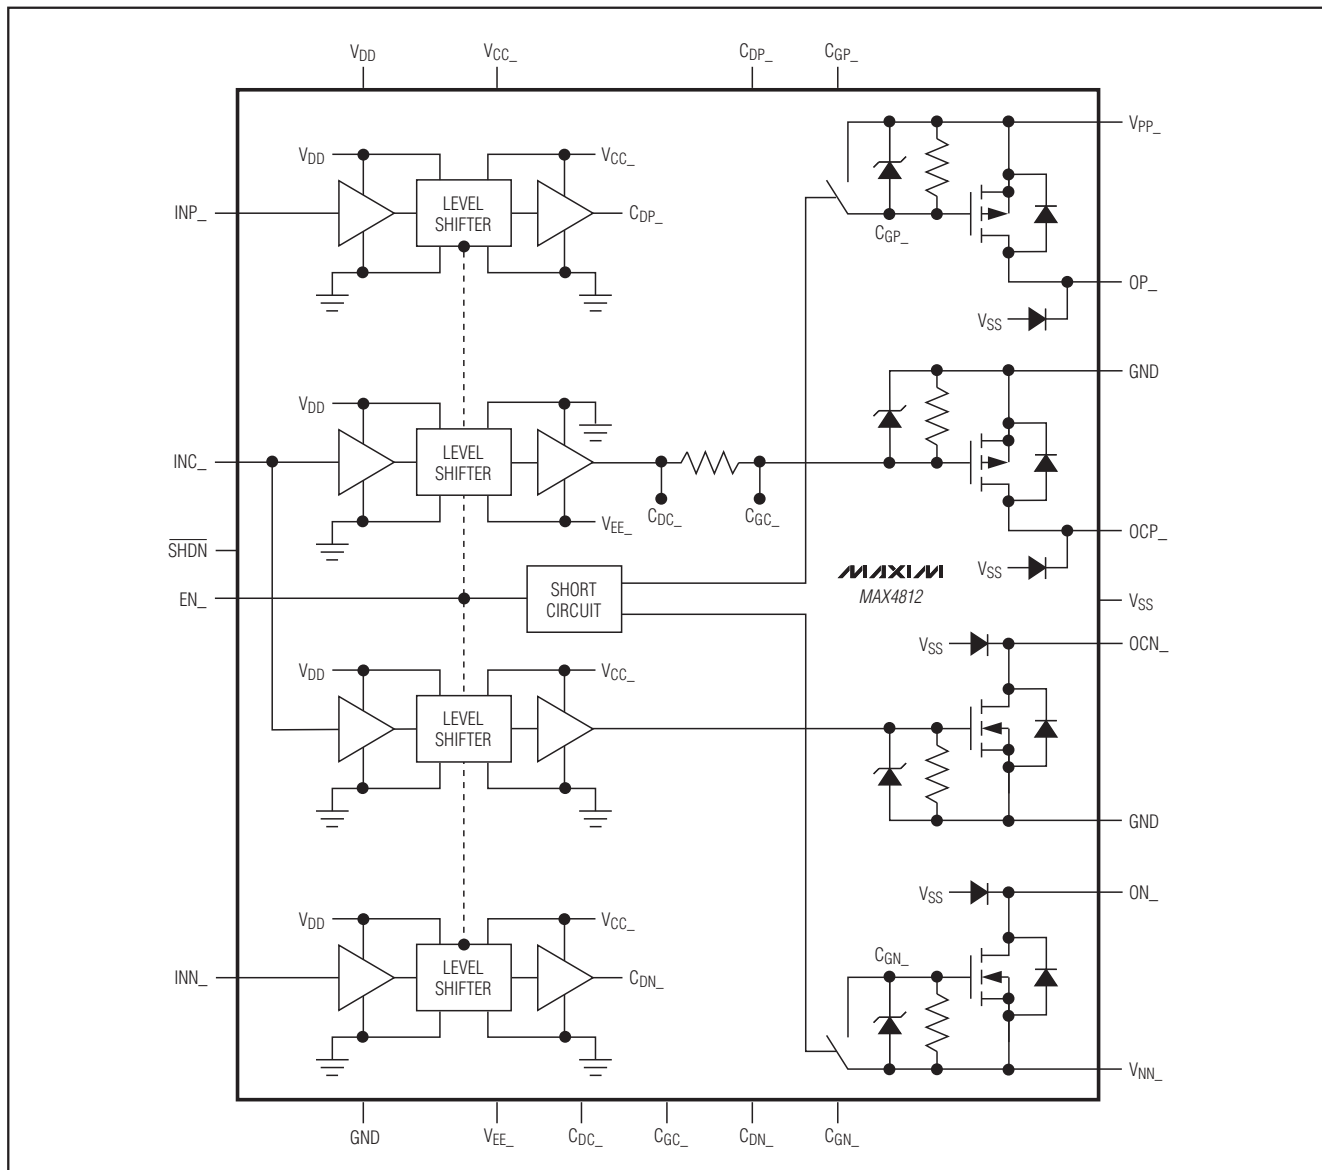 VDD VCC_ CDP_ CGP_
VPP_
VDD VCC_
INP_ LEVEL SHIFTER CDP_
CGP_
OP_
VSS
GND
VDD
INC_ LEVEL SHIFTER
CDC_ CGC_
VEE_
OCP_
SHDN
VSS
MAXIM
MAX4812
EN_ SHORT CIRCUIT
VSS
VSS OCN_
VDD VCC_
LEVEL SHIFTER
GND
VSS ON_
VDD VCC_
CGN_
INN_ LEVEL SHIFTER CDN_
VNN_
GND VEE_ CDC_ CGC_ CDN_ CGN_